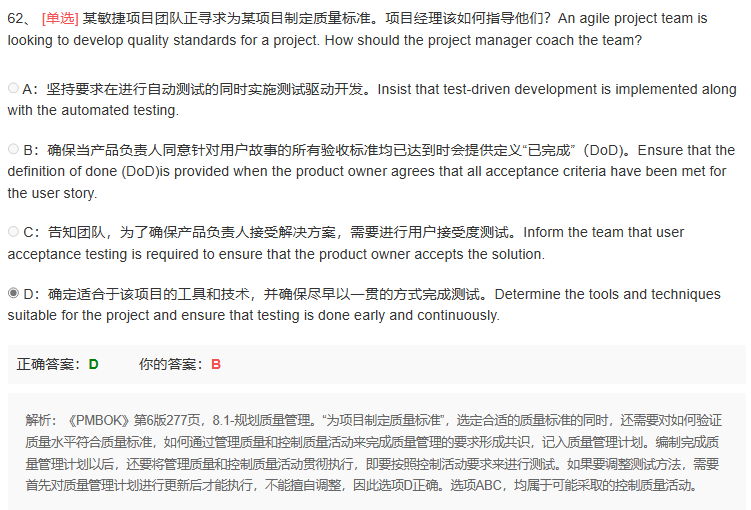 62、 [单选] 某敏捷项目团队正寻求为某项目制定质量标准。项目经理该如何指导他们？An agile project team is
looking to develop quality standards for a project. How should the project manager coach the team?
A：坚持要求在进行自动测试的同时实施测试驱动开发。Insist that test-driven development is implemented along
with the automated testing.
B：确保当产品负责人同意针对用户故事的所有验收标准均已达到时会提供定义“已完成”（DoD)。Ensure that the
definition of done (DoD)is provided when the product owner agrees that all acceptance criteria have been met for
the user story.
C：告知团队，为了确保产品负责人接受解决方案，需要进行用户接受度测试。Inform the team that user
acceptance testing is required to ensure that the product owner accepts the solution.
D：确定适合于该项目的工具和技术，并确保尽早以一贯的方式完成测试。Determine the tools and techniques
suitable for the project and ensure that testing is done early and continuously.
正确答案：D 你的答案：B
解析：《PMBOK》第6版277页，8.1-规划质量管理。“为项目制定质量标准”，选定合适的质量标准的同时，还需要对如何验证
质量水平符合质量标准，如何通过管理质量和控制质量活动来完成质量管理的要求形成共识，记入质量管理计划。编制完成质
量管理计划以后，还要将管理质量和控制质量活动贯彻执行，即要按照控制活动要求来进行测试。如果要调整测试方法，需要
首先对质量管理计划进行更新后才能执行，不能擅自调整，因此选项D正确。选项ABC，均属于可能采取的控制质量活动。